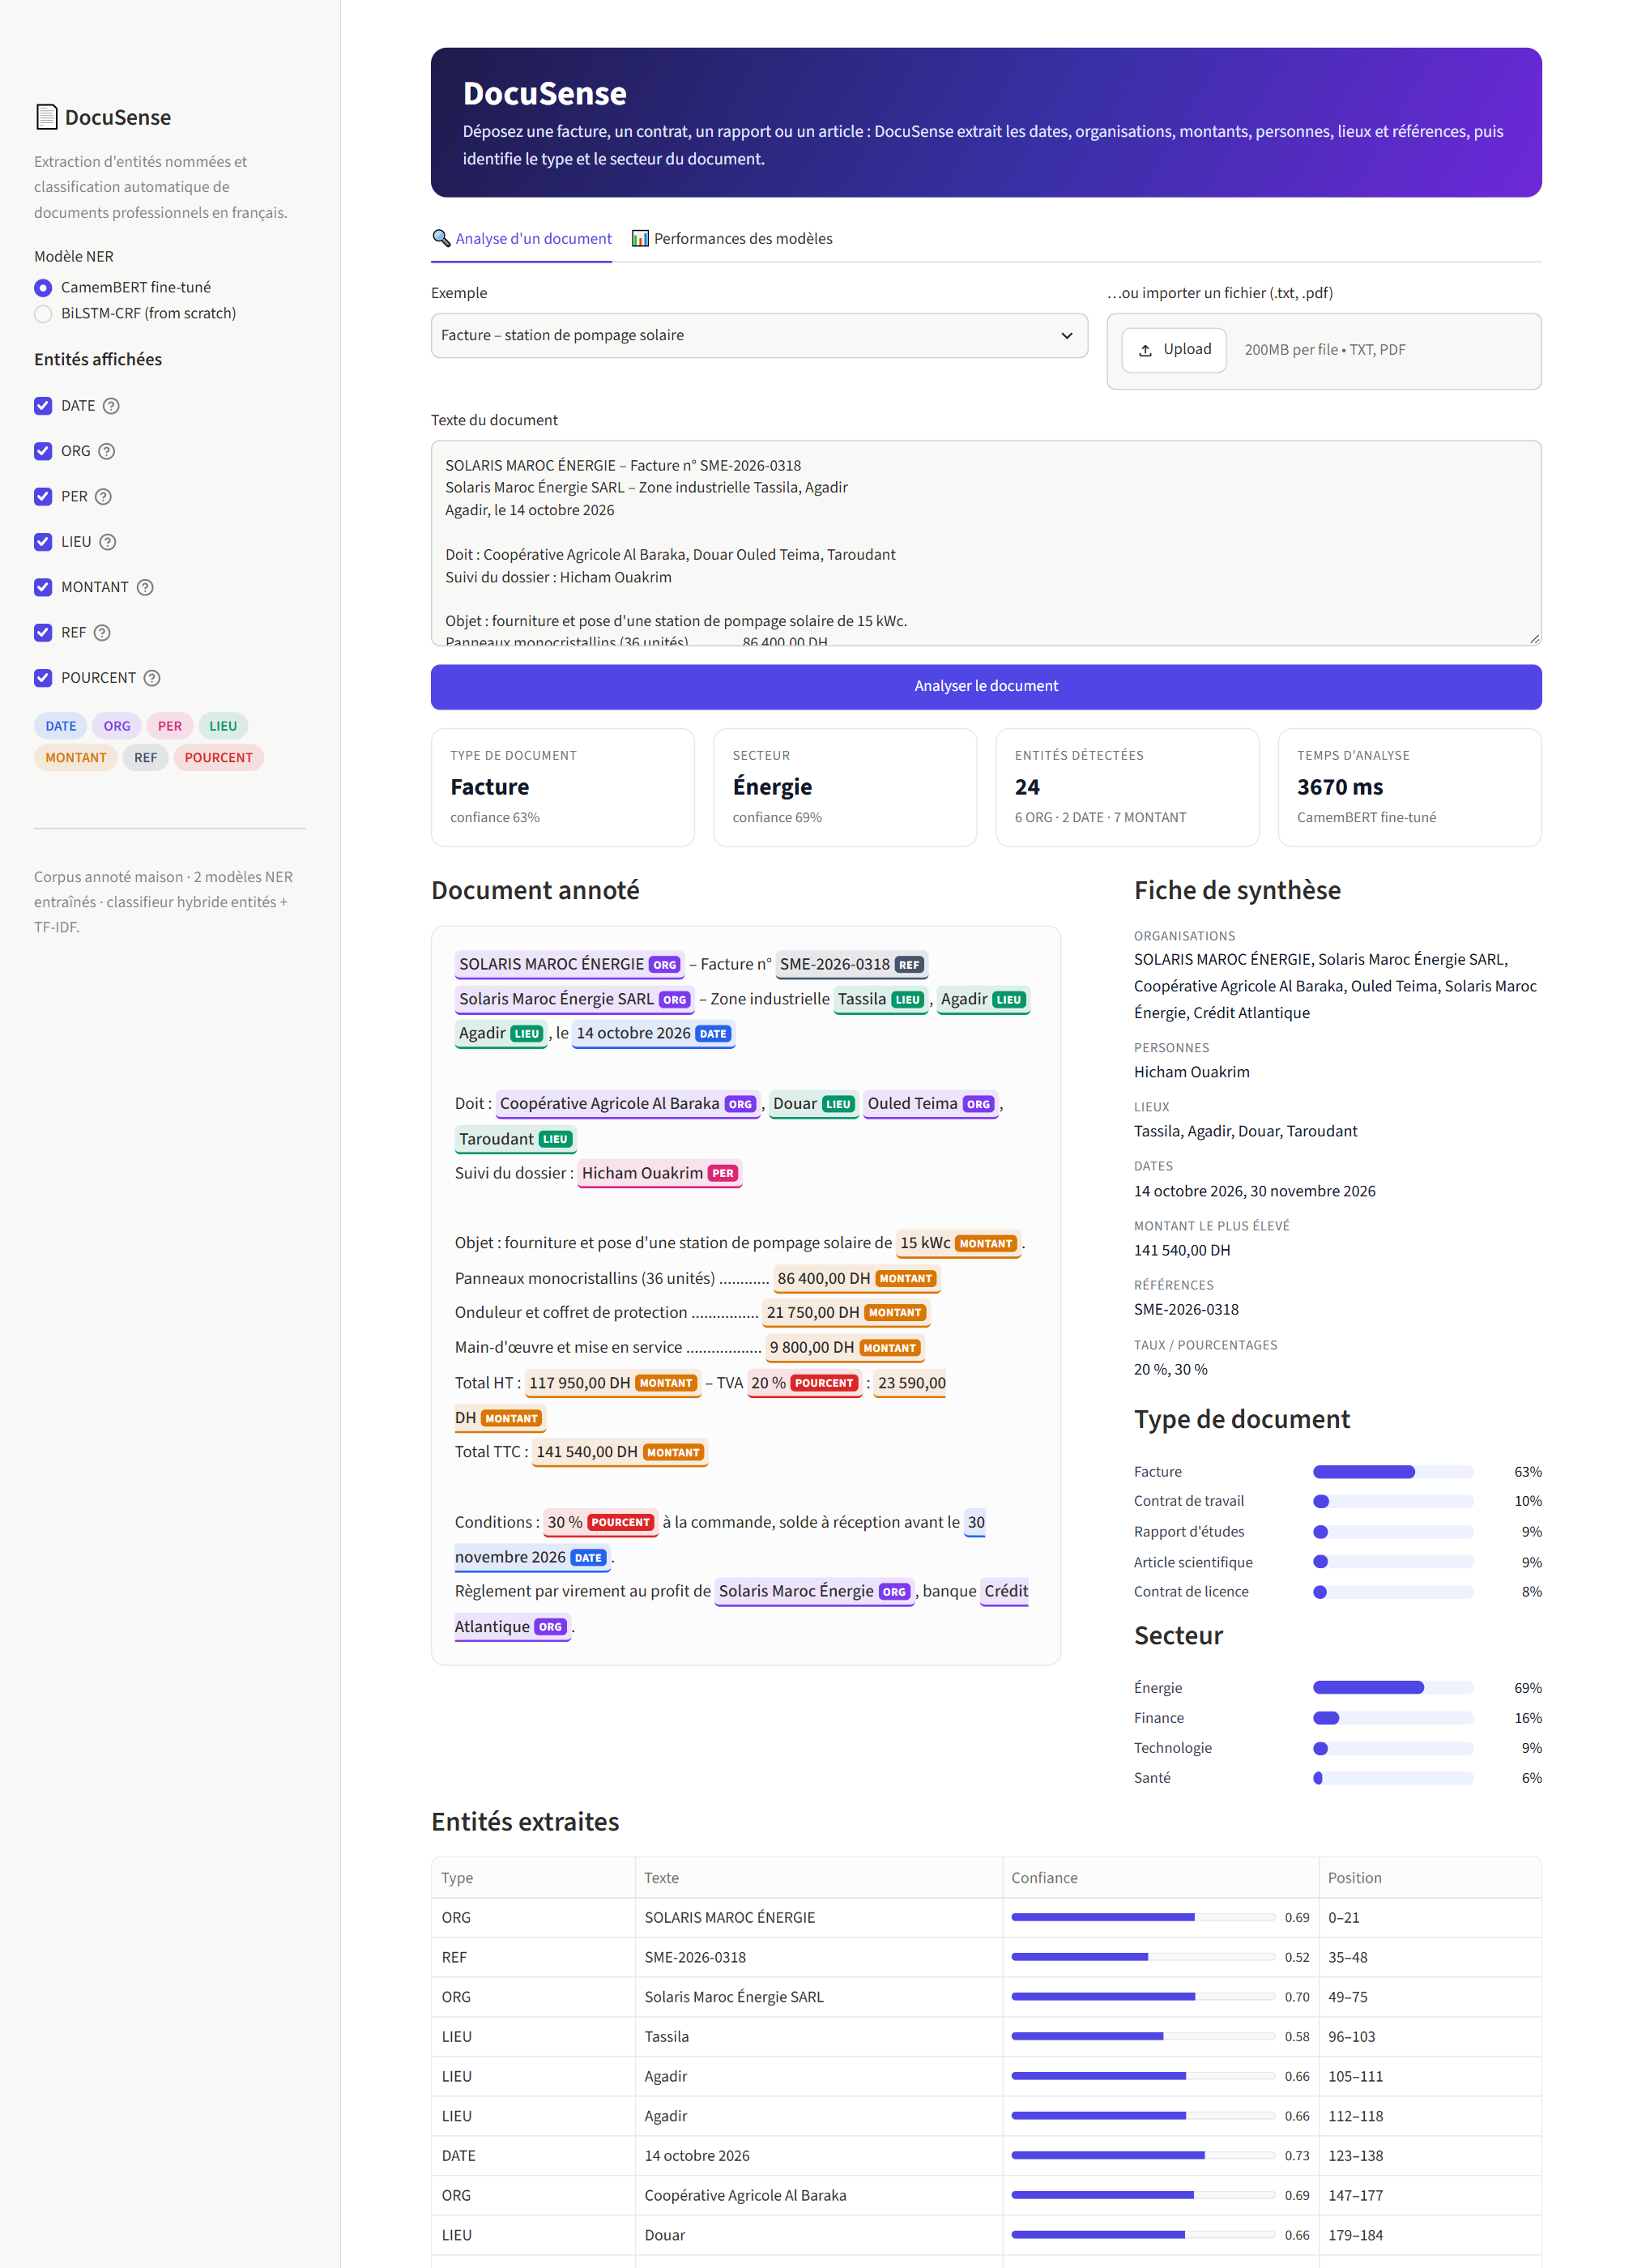 DocuSense
Extraction d'entités nommées et
classification automatique de
documents professionnels en français.
Modèle NER
CamemBERT fine-tuné
BiLSTM-CRF (from scratch)
Entités affichées
DATE
ORG
PER
LIEU
MONTANT
REF
POURCENT
DATE ORG PER LIEU
MONTANT REF POURCENT
Corpus annoté maison · 2 modèles NER
entraînés · classifieur hybride entités +
TF-IDF.
DocuSense
Déposez une facture, un contrat, un rapport ou un article : DocuSense extrait les dates, organisations, montants, personnes, lieux et références, puis
identifie le type et le secteur du document.
Analyse d'un document Performances des modèles
Exemple
Facture – station de pompage solaire
…ou importer un fichier (.txt, .pdf)
Upload 200MB per file • TXT, PDF
Texte du document
SOLARIS MAROC ÉNERGIE – Facture n° SME-2026-0318
Solaris Maroc Énergie SARL – Zone industrielle Tassila, Agadir
Agadir, le 14 octobre 2026
Doit : Coopérative Agricole Al Baraka, Douar Ouled Teima, Taroudant
Suivi du dossier : Hicham Ouakrim
Objet : fourniture et pose d'une station de pompage solaire de 15 kWc.
Panneaux monocristallins (36 unités) ............ 86 400,00 DH
Analyser le document
TYPE DE DOCUMENT
Facture
confiance 63%
SECTEUR
Énergie
confiance 69%
ENTITÉS DÉTECTÉES
24
6 ORG · 2 DATE · 7 MONTANT
TEMPS D'ANALYSE
3670 ms
CamemBERT fine-tuné
Document annoté
SOLARIS MAROC ÉNERGIE ORG – Facture n° SME-2026-0318 REF
Solaris Maroc Énergie SARL ORG – Zone industrielle Tassila LIEU , Agadir LIEU
Agadir LIEU , le 14 octobre 2026 DATE
Doit : Coopérative Agricole Al Baraka ORG , Douar LIEU Ouled Teima ORG ,
Taroudant LIEU
Suivi du dossier : Hicham Ouakrim PER
Objet : fourniture et pose d'une station de pompage solaire de 15 kWc MONTANT .
Panneaux monocristallins (36 unités) ............ 86 400,00 DH MONTANT
Onduleur et coffret de protection ................ 21 750,00 DH MONTANT
Main-d'œuvre et mise en service .................. 9 800,00 DH MONTANT
Total HT : 117 950,00 DH MONTANT – TVA 20 % POURCENT : 23 590,00
DH MONTANT
Total TTC : 141 540,00 DH MONTANT
Conditions : 30 % POURCENT à la commande, solde à réception avant le 30
novembre 2026 DATE .
Règlement par virement au profit de Solaris Maroc Énergie ORG , banque Crédit
Atlantique ORG .
Fiche de synthèse
ORGANISATIONS
SOLARIS MAROC ÉNERGIE, Solaris Maroc Énergie SARL,
Coopérative Agricole Al Baraka, Ouled Teima, Solaris Maroc
Énergie, Crédit Atlantique
PERSONNES
Hicham Ouakrim
LIEUX
Tassila, Agadir, Douar, Taroudant
DATES
14 octobre 2026, 30 novembre 2026
MONTANT LE PLUS ÉLEVÉ
141 540,00 DH
RÉFÉRENCES
SME-2026-0318
TAUX / POURCENTAGES
20 %, 30 %
Type de document
Facture 63%
Contrat de travail 10%
Rapport d'études 9%
Article scientifique 9%
Contrat de licence 8%
Secteur
Énergie 69%
Finance 16%
Technologie 9%
Santé 6%
Entités extraites
Type Texte Confiance Position
ORG SOLARIS MAROC ÉNERGIE 0.69 0–21
REF SME-2026-0318 0.52 35–48
ORG Solaris Maroc Énergie SARL 0.70 49–75
LIEU Tassila 0.58 96–103
LIEU Agadir 0.66 105–111
LIEU Agadir 0.66 112–118
DATE 14 octobre 2026 0.73 123–138
ORG Coopérative Agricole Al Baraka 0.69 147–177
LIEU Douar 0.66 179–184